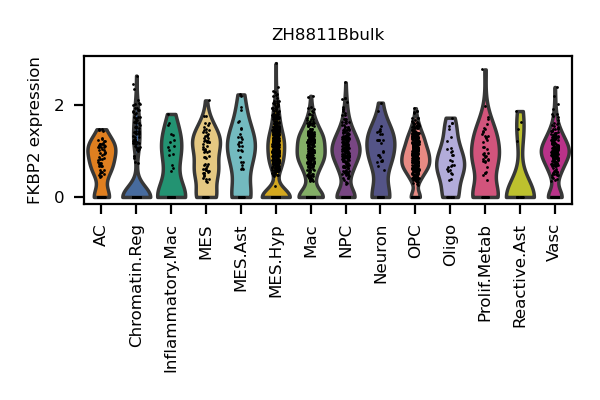 ZH8811Bbulk
FKBP2 expression
2
0
AC
Chromatin.Reg
Inflammatory.Mac
MES
MES.Ast
MES.Hyp
Mac
NPC
Neuron
OPC
Oligo
Prolif.Metab
Reactive.Ast
Vasc